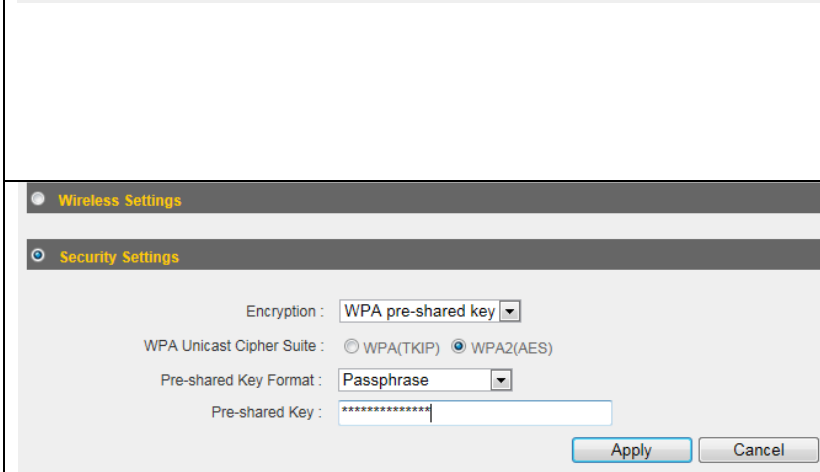 Wireless Settings
Security Settings
Encryption : WPA pre-shared key
WPA Unicast Cipher Suite : WPA(TKIP) WPA2(AES)
Pre-shared Key Format : Passphrase
Pre-shared Key : **************
Apply Cancel